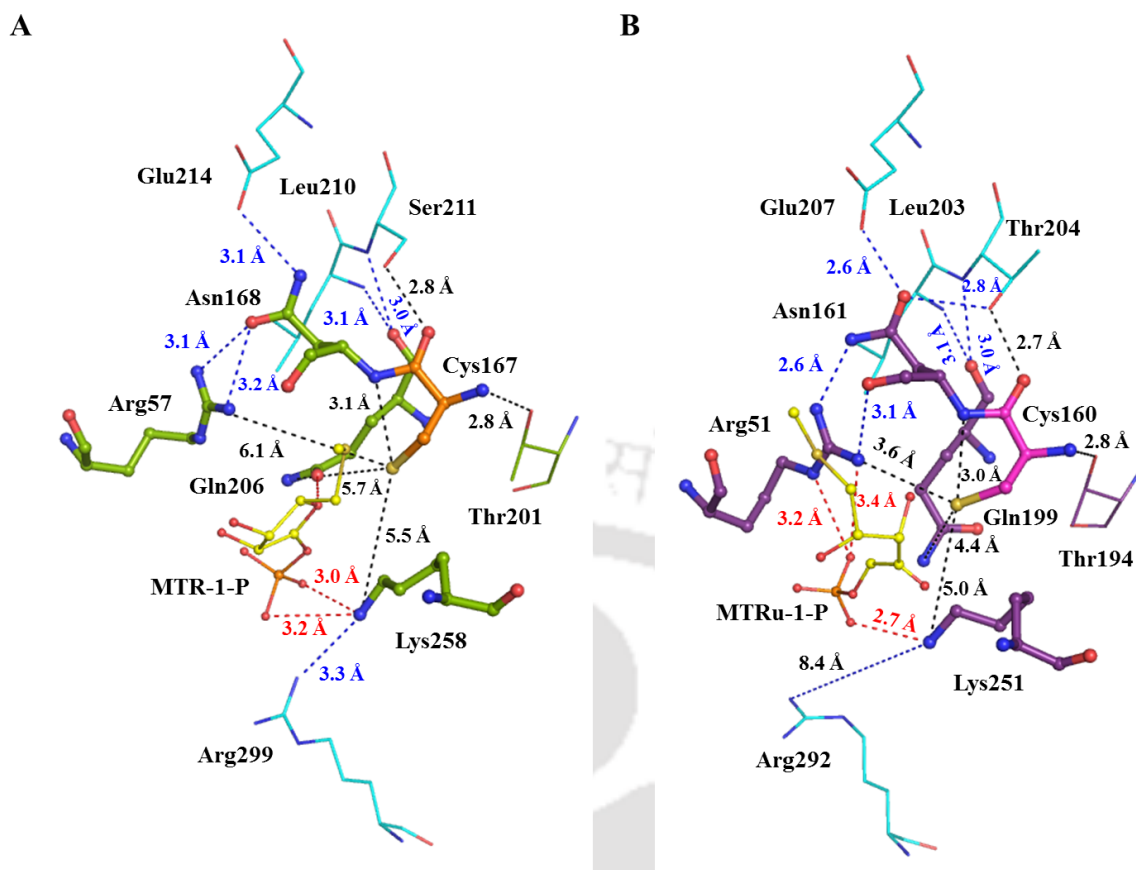 A
Glu214
Leu210
Ser211
3.1 Å
2.8 Å
Asn168
3.1 Å
3.0 Å
3.1 Å
Cys167
3.2 Å
3.1 Å
Arg57
2.8 Å
6.1 Å
Gln206
5.7 Å
Thr201
5.5 Å
MTR-1-P
3.0 Å
3.2 Å
Lys258
3.3 Å
Arg299
B
Glu207
Leu203
Thr204
2.6 Å
2.8 Å
Asn161
3.1 Å
3.0 Å
2.7 Å
2.6 Å
3.1 Å
Cys160
Arg51
3.6 Å
2.8 Å
3.0 Å
3.2 Å
3.4 Å
Gln199
4.4 Å
Thr194
5.0 Å
MTRu-1-P
2.7 Å
8.4 Å
Lys251
Arg292